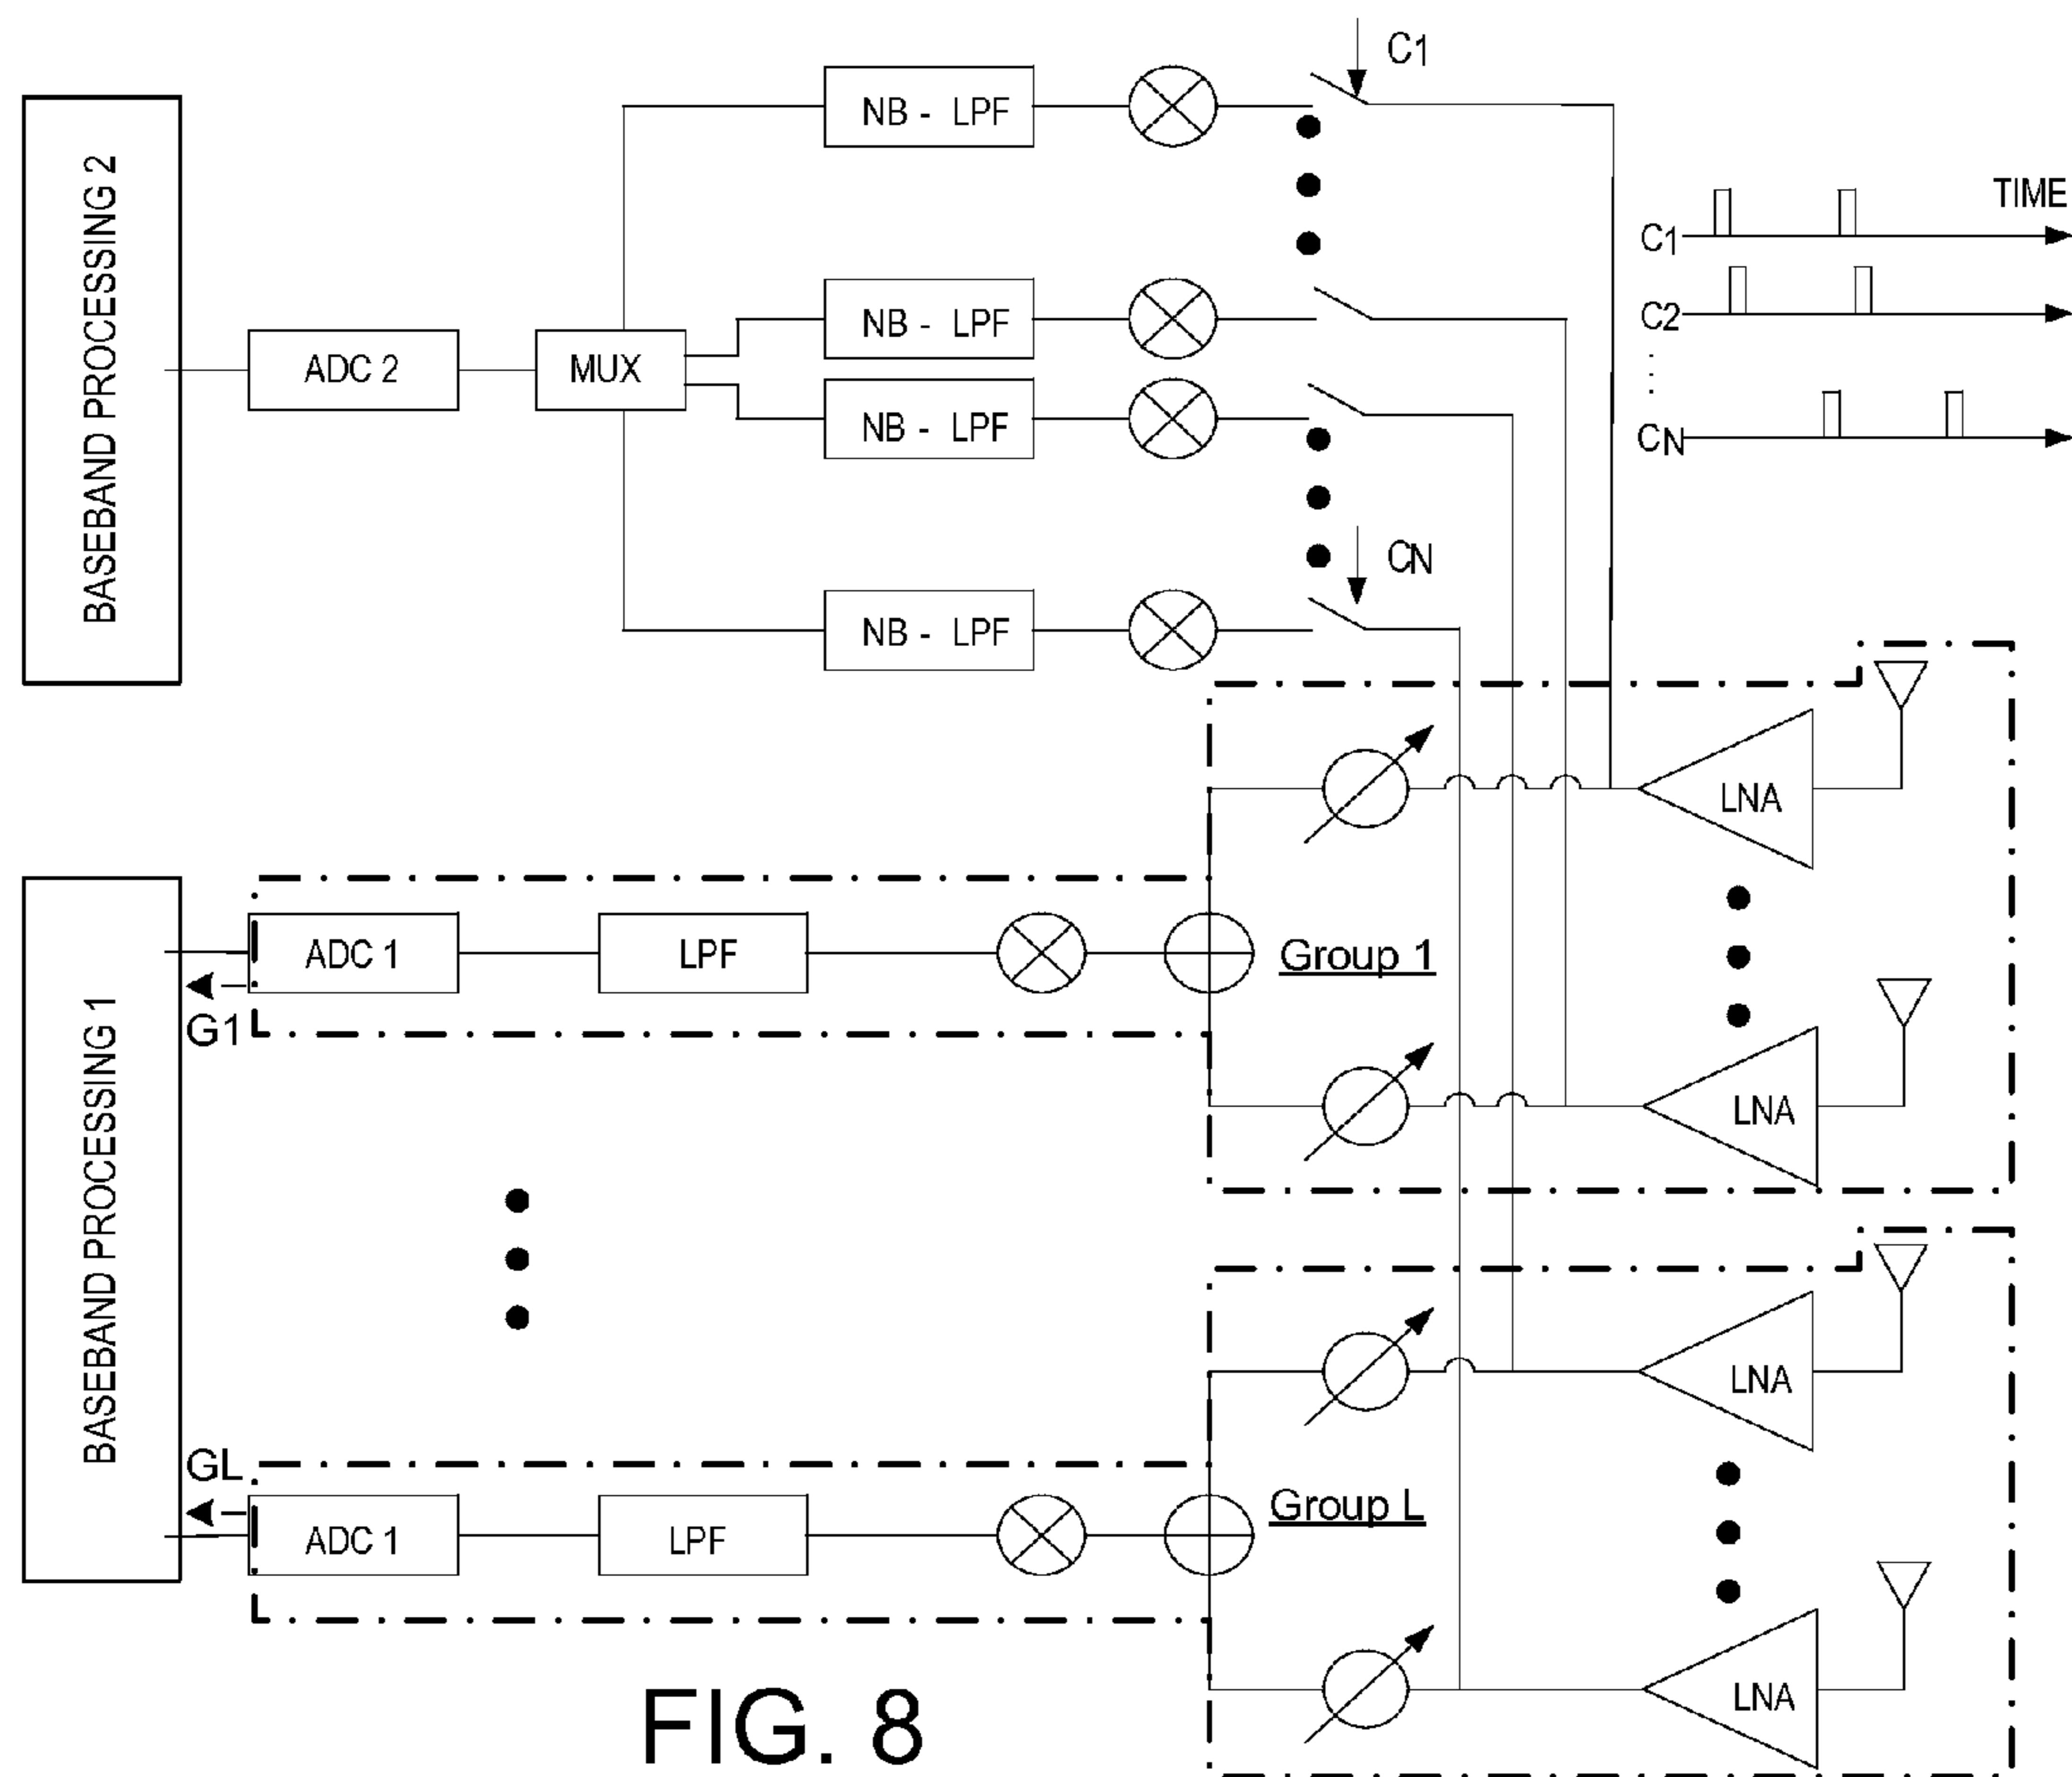 C1
NB - LPF
BASEBAND PROCESSING 2
TIME
C1
NB - LPF
C2
ADC 2
MUX
NB - LPF
CN
CN
NB - LPF
LNA
ADC 1
LPF
Group 1
G1
BASEBAND PROCESSING 1
LNA
LNA
GL
Group L
ADC 1
LPF
LNA
FIG. 8